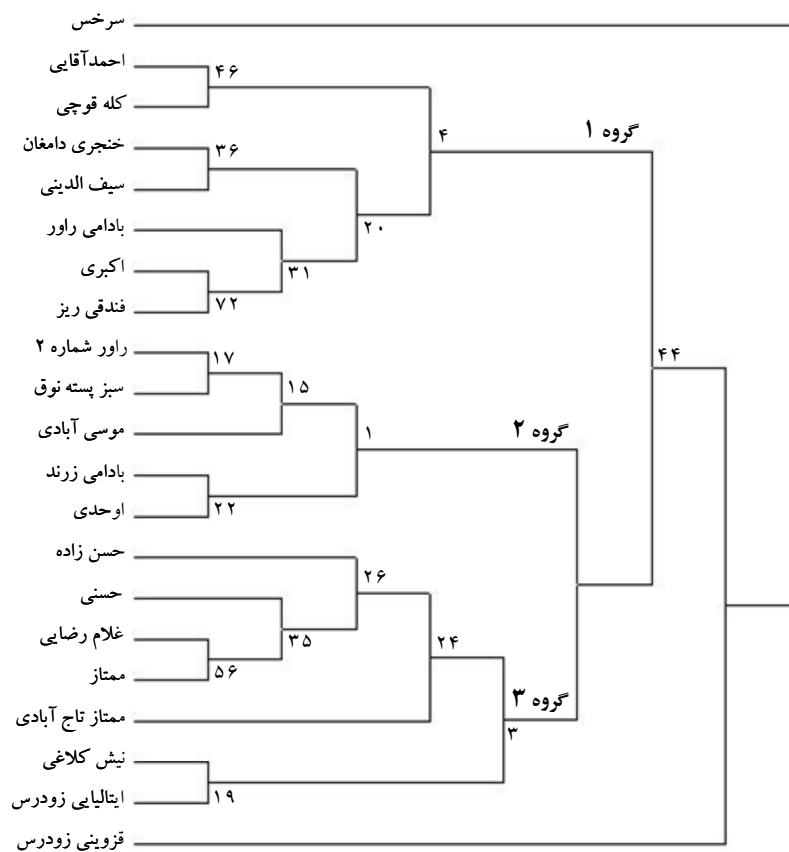 سرخس
احمدآقایی
۴۶
کله قوچی
۴
گروه ۱
خنجری دامغان
۳۶
سیف الدینی
۲۰
بادامی راور
۳۱
اکبری
۷۲
فندقی ریز
راور شماره ۲
۱۷
۴۴
سبز پسته نوق
۱۵
موسی آبادی
۱
گروه ۲
بادامی زرند
۲۲
اوحدی
حسن زاده
۲۶
حسنی
۳۵
غلام رضایی
۵۶
۲۴
ممتاز
گروه ۳
ممتاز تاج آبادی
۳
نیش کلاغی
۱۹
ایتالیایی زودرس
قزوینی زودرس